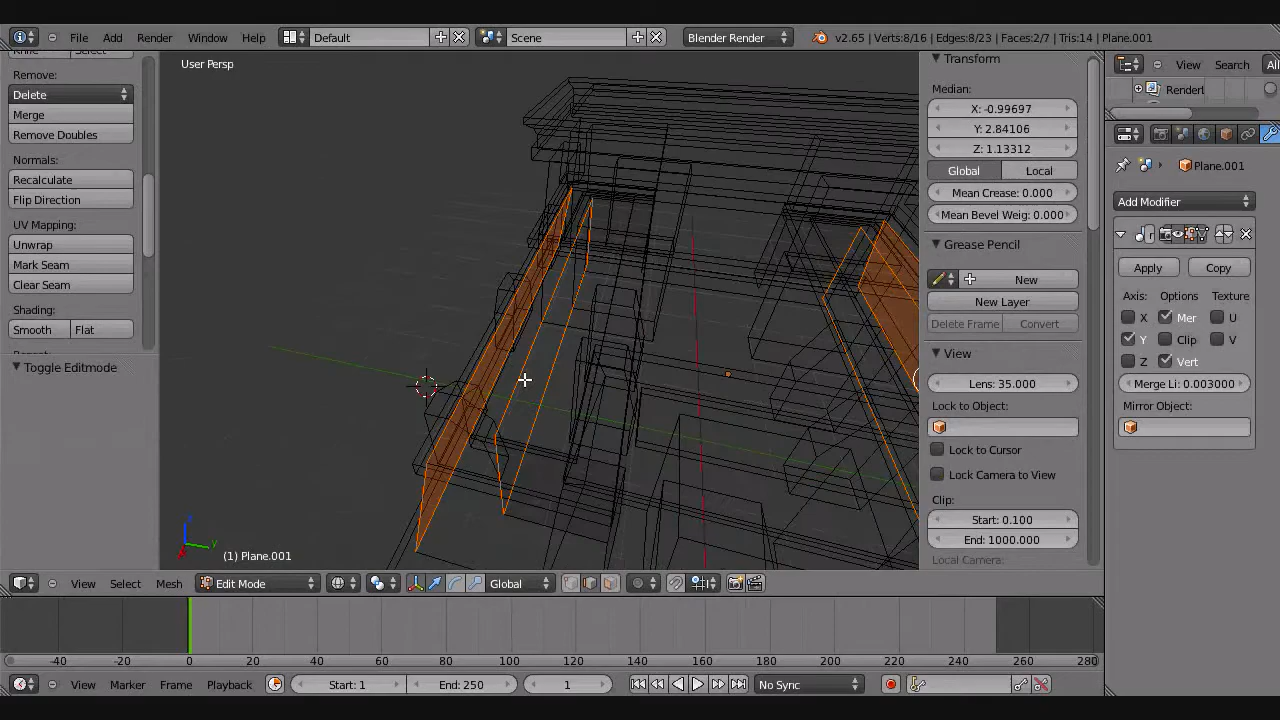 File Add Render Window Help Default Scene Blender Render v2.65 | Verts:8/16 | Edges:8/23 | Faces:2/7 | Tris:14 | Plane.001
Select
Remove:
Delete
Merge
Remove Doubles
Normals:
Recalculate
Flip Direction
UV Mapping:
Unwrap
Mark Seam
Clear Seam
Shading:
Smooth Flat
Toggle Editmode
User Persp
(1) Plane.001
Transform
Median:
X: -0.99697
Y: 2.84106
Z: 1.13312
Global Local
Mean Crease: 0.000
Mean Bevel Weig: 0.000
Grease Pencil
New
New Layer
Delete Frame Convert
View
Lens: 35.000
Lock to Object:
Lock to Cursor
Lock Camera to View
Clip:
Start: 0.100
End: 1000.000
Local Camera:
View Search All
Renderl
Plane.001
Add Modifier
Apply Copy
Axis: Options Texture
X Mer U
Y Clip V
Z Vert
Merge Li: 0.003000
Mirror Object:
View Select Mesh Edit Mode Global
-40 -20 0 20 40 60 80 100 120 140 160 180 200 220 240 260 280
View Marker Frame Playback Start: 1 End: 250 1 No Sync